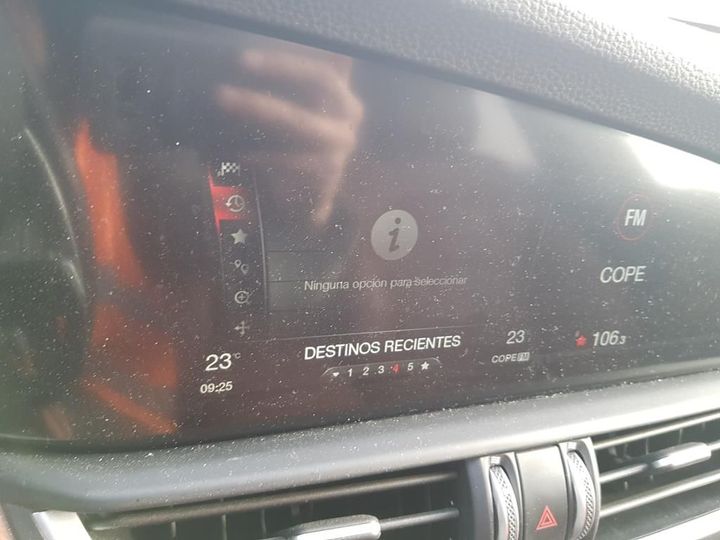 FM
Ninguna opción para seleccionar
COPE
DESTINOS RECIENTES
23
106.3
23°C
COPE FM
1 2 3 4 5
09:25